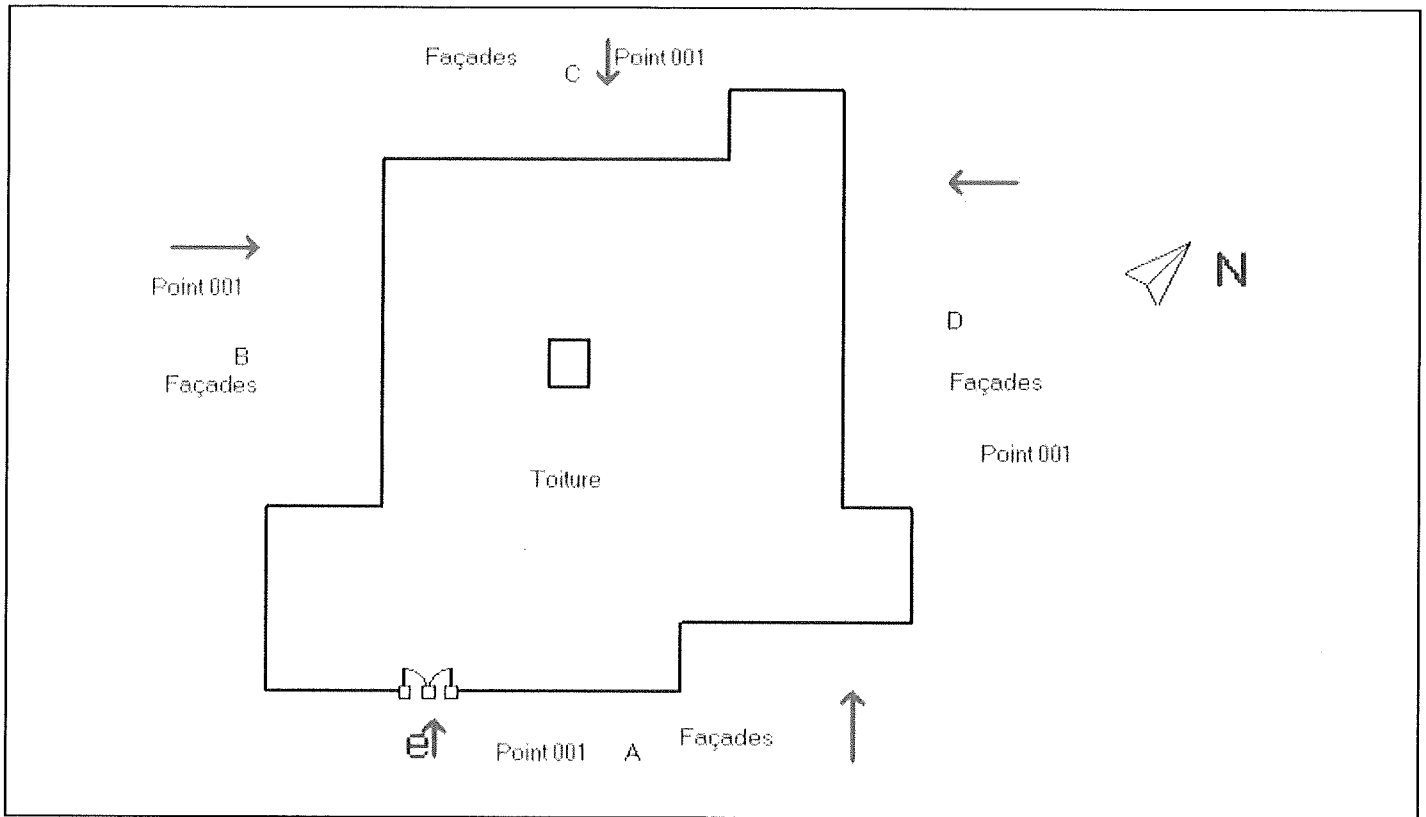 Façades
C
Point 001
N
Point 001
B
Façades
D
Façades
Point 001
Toiture
e
Point 001
A
Façades